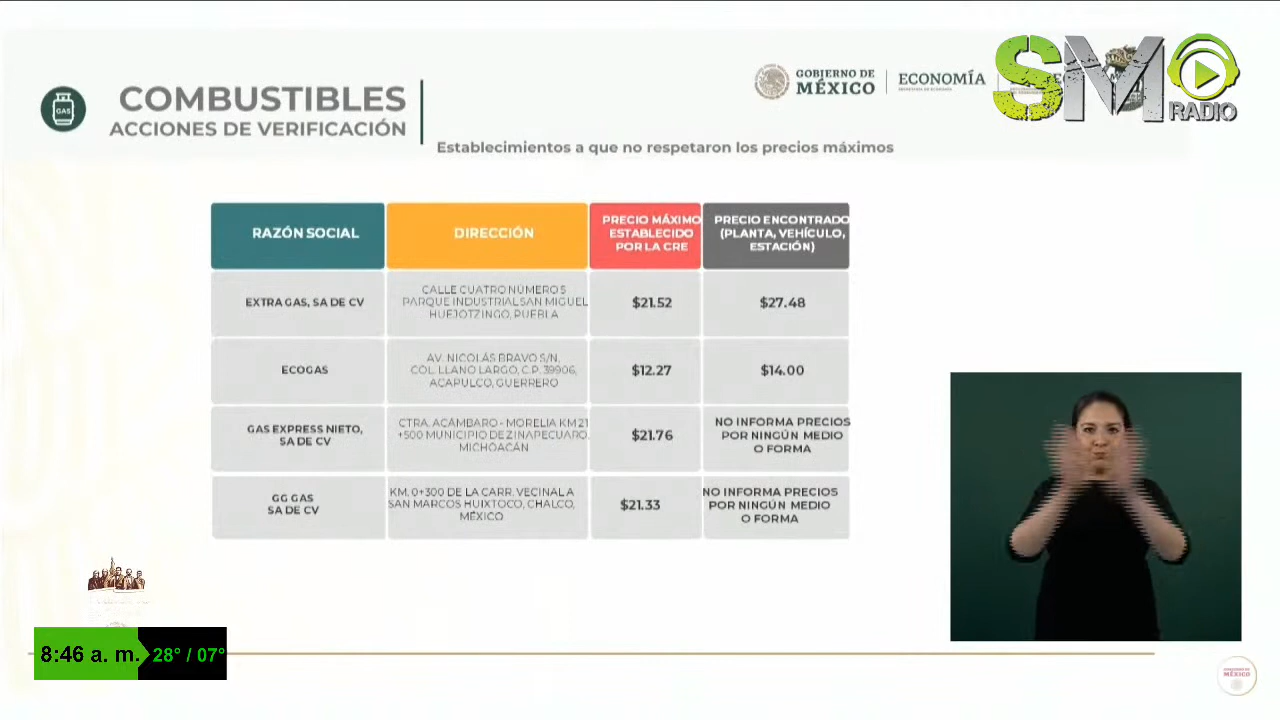 SMO
RADIO
GOBIERNO DE
MÉXICO
ECONOMÍA
GAS
COMBUSTIBLES
ACCIONES DE VERIFICACIÓN
Establecimientos a que no respetaron los precios máximos
RAZÓN SOCIAL
DIRECCIÓN
PRECIO MÁXIMO
ESTABLECIDO
POR LA CRE
PRECIO ENCONTRADO
(PLANTA, VEHÍCULO,
ESTACIÓN)
EXTRA GAS, SA DE CV
CALLE CUATRO NÚMERO 5
PARQUE INDUSTRIAL SAN MIGUEL
HUEJOTZINGO, PUEBLA
$21.52
$27.48
ECOGAS
AV. NICOLÁS BRAVO S/N,
COL. LLANO LARGO, C.P. 39906,
ACAPULCO, GUERRERO
$12.27
$14.00
GAS EXPRESS NIETO,
SA DE CV
CTRA. ACÁMBARO - MORELIA KM 21
+500 MUNICIPIO DE ZINAPECUARO,
MICHOACÁN
$21.76
NO INFORMA PRECIOS
POR NINGÚN MEDIO
O FORMA
GG GAS
SA DE CV
KM. 0+300 DE LA CARR. VECINAL A
SAN MARCOS HUIXTOCO, CHALCO,
MÉXICO
$21.33
NO INFORMA PRECIOS
POR NINGÚN MEDIO
O FORMA
8:46 a. m.
28° / 07°
MÉXICO